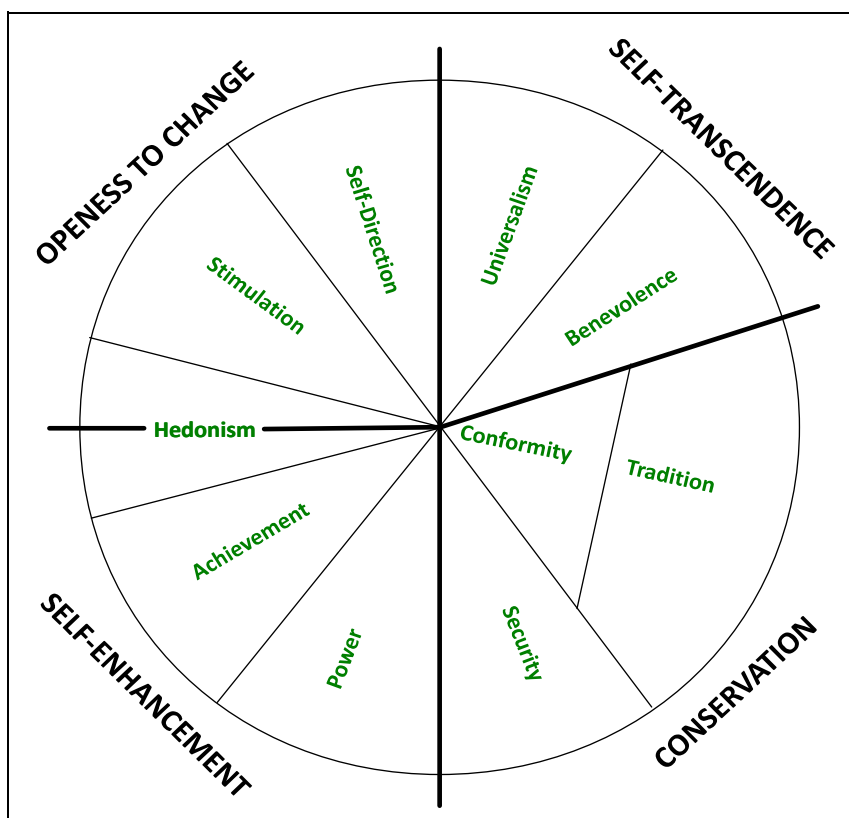 OPENESS TO CHANGE
SELF-TRANSCENDENCE
Self-Direction
Universalism
Stimulation
Benevolence
Hedonism
Conformity
Tradition
Achievement
Power
Security
SELF-ENHANCEMENT
CONSERVATION